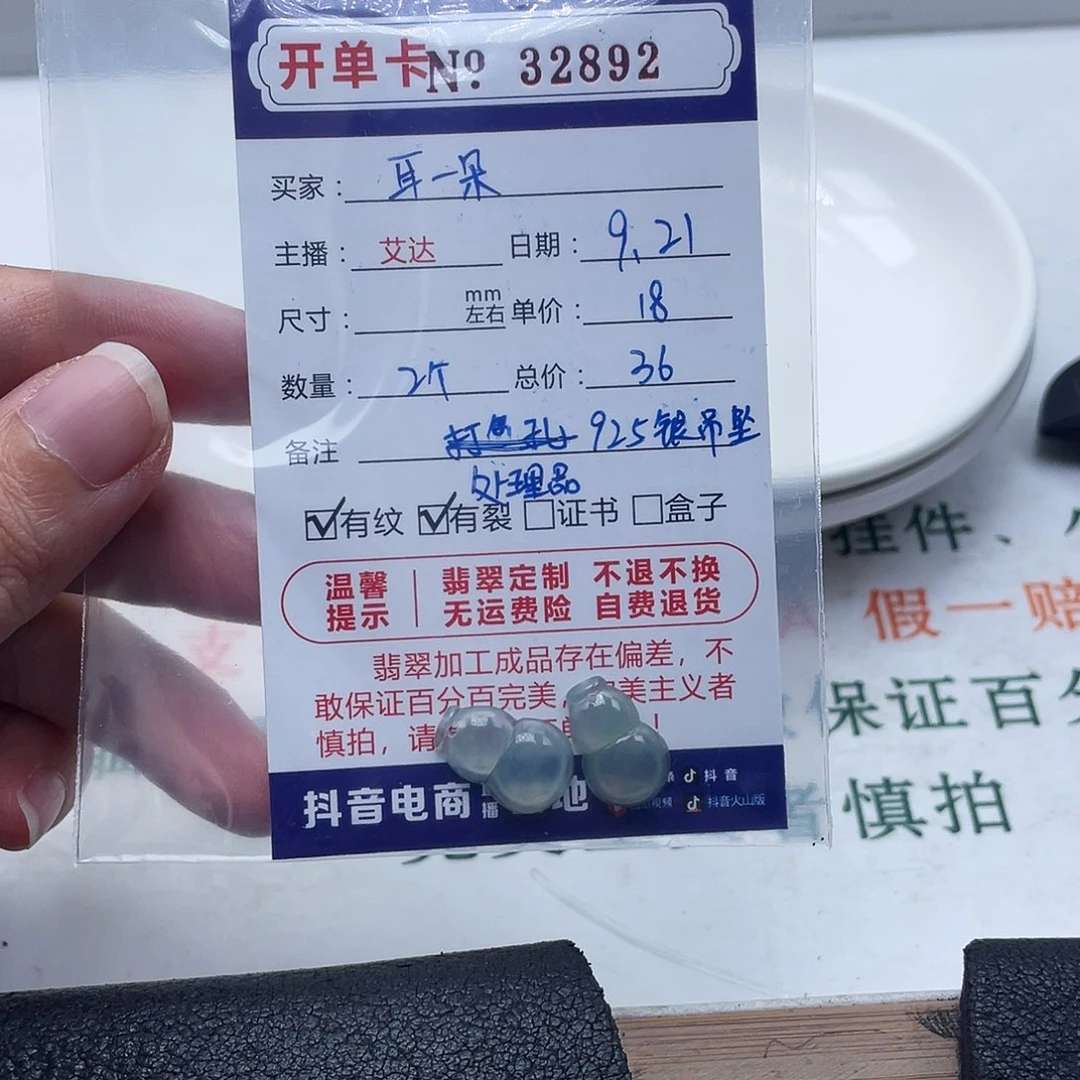 开单卡 Nº 32892
买家：耳一朵
主播：艾达 日期：9.21
尺寸： mm左右 单价：18
数量：2个 总价：36
备注 925银吊坠
处理品
☑有纹 ☑有裂 □证书 □盒子
温馨提示 翡翠定制 不退不换
无运费险 自费退货
翡翠加工成品存在偏差，不
敢保证百分百完美，完美主义者
慎拍，请
抖音电商 播 地
抖音
视频 抖音火山版
挂件、
假一赔
保证百分
慎拍